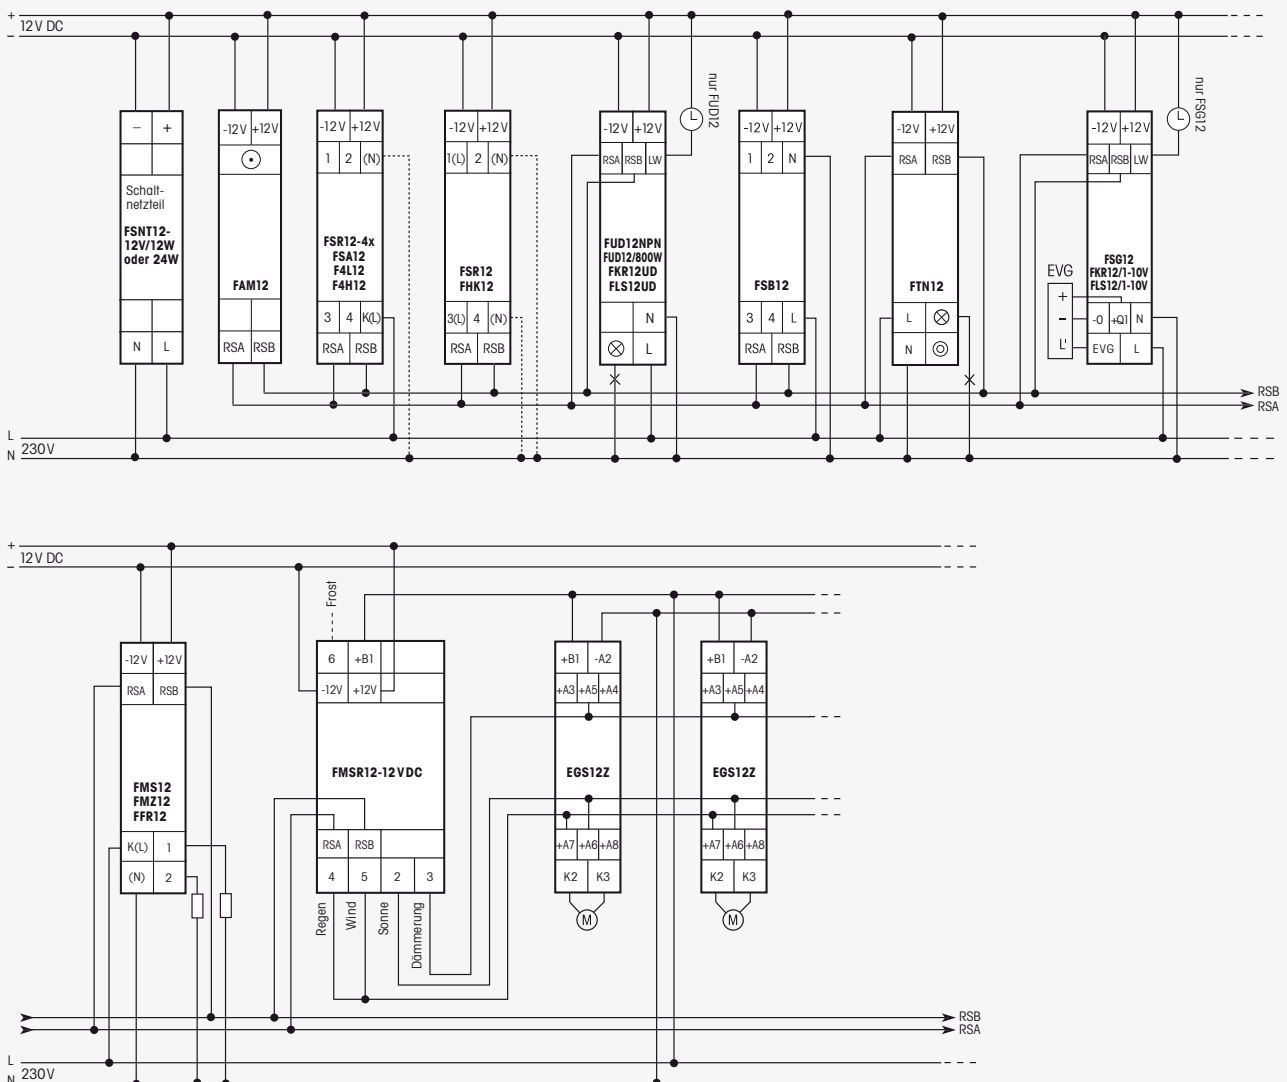 +
12V DC
–
nur FUD12
nur FSG12
– +
Schalt-
netzteil
FSNT12-
12V/12W
oder 24W
N L
-12V +12V
FAM12
RSA RSB
-12V +12V
1 2 (N)
FSR12-4x
FSA12
F4L12
F4H12
3 4 K(L)
RSA RSB
-12V +12V
1(L) 2 (N)
FSR12
FHK12
3(L) 4 (N)
RSA RSB
-12V +12V
RSA RSB LW
FUD12NPN
FUD12/800W
FKR12UD
FLS12UD
N
L
-12V +12V
1 2 N
FSB12
3 4 L
RSA RSB
-12V +12V
RSA RSB
FTN12
L
N
-12V +12V
RSA RSB LW
FSG12
FKR12/1-10V
FLS12/1-10V
EVG
+
–
L'
-0 +Q1 N
EVG L
RSB
RSA
L
230V
N
+
12V DC
–
-12V +12V
RSA RSB
FMS12
FMZ12
FFR12
K(L) 1
(N) 2
Frost
6 +B1
-12V +12V
FMSR12-12VDC
RSA RSB
4 5 2 3
Regen
Wind
Sonne
Dämmerung
+B1 -A2
+A3 +A5 +A4
EGS12Z
+A7 +A6 +A8
K2 K3
M
+B1 -A2
+A3 +A5 +A4
EGS12Z
+A7 +A6 +A8
K2 K3
M
RSB
RSA
L
230V
N